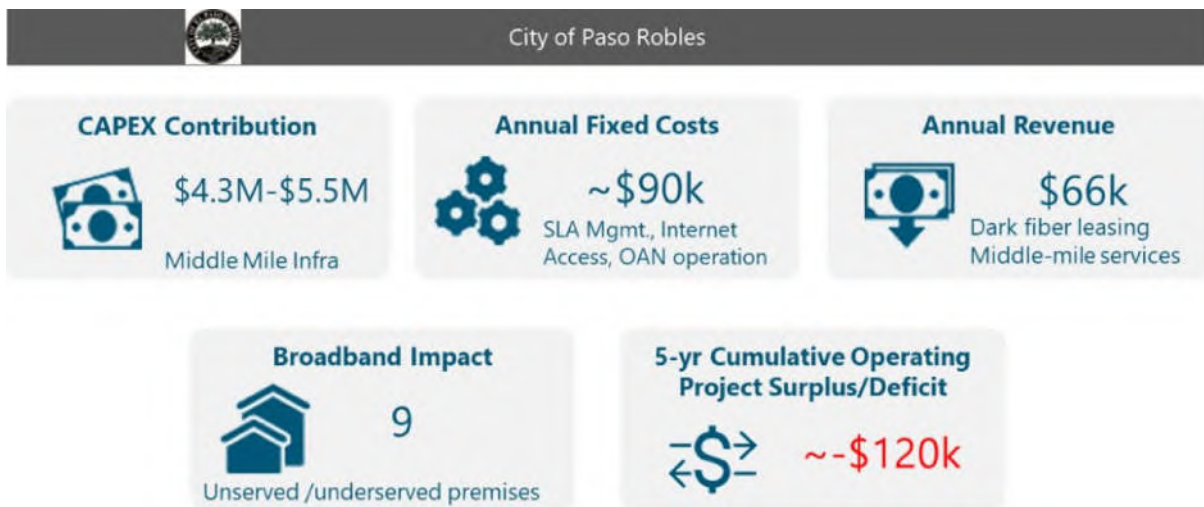 City of Paso Robles
CAPEX Contribution
$4.3M-$5.5M
Middle Mile Infra
Annual Fixed Costs
~$90k
SLA Mgmt., Internet
Access, OAN operation
Annual Revenue
$66k
Dark fiber leasing
Middle-mile services
Broadband Impact
9
Unserved /underserved premises
5-yr Cumulative Operating
Project Surplus/Deficit
~-$120k